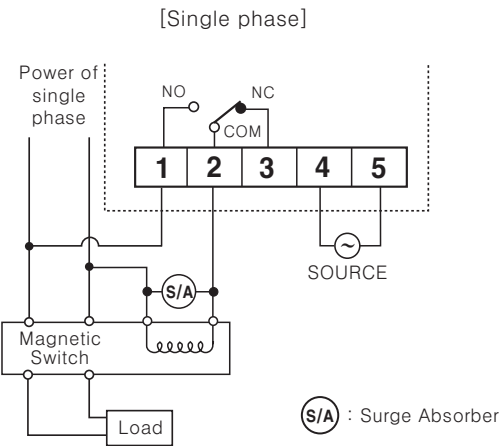 [Single phase]
Power of
single
phase
NO
NC
COM
1 2 3 4 5
~
SOURCE
S/A
Magnetic
Switch
Load
S/A : Surge Absorber